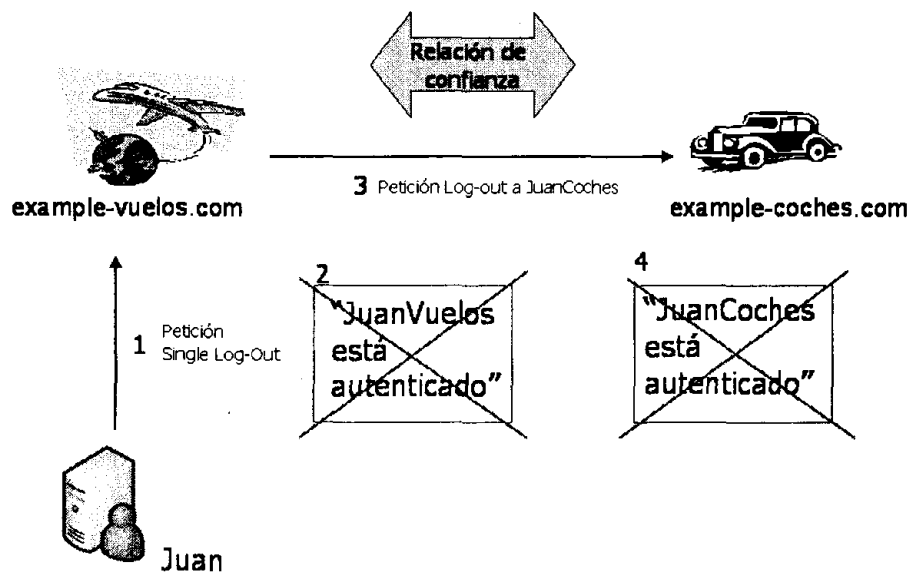 Relación de
confianza
3 Petición Log-out a JuanCoches
example-vuelos.com
example-coches.com
1 Petición
Single Log-Out
2
"JuanVuelos
está
autenticado"
4
"JuanCoches
está
autenticado"
Juan